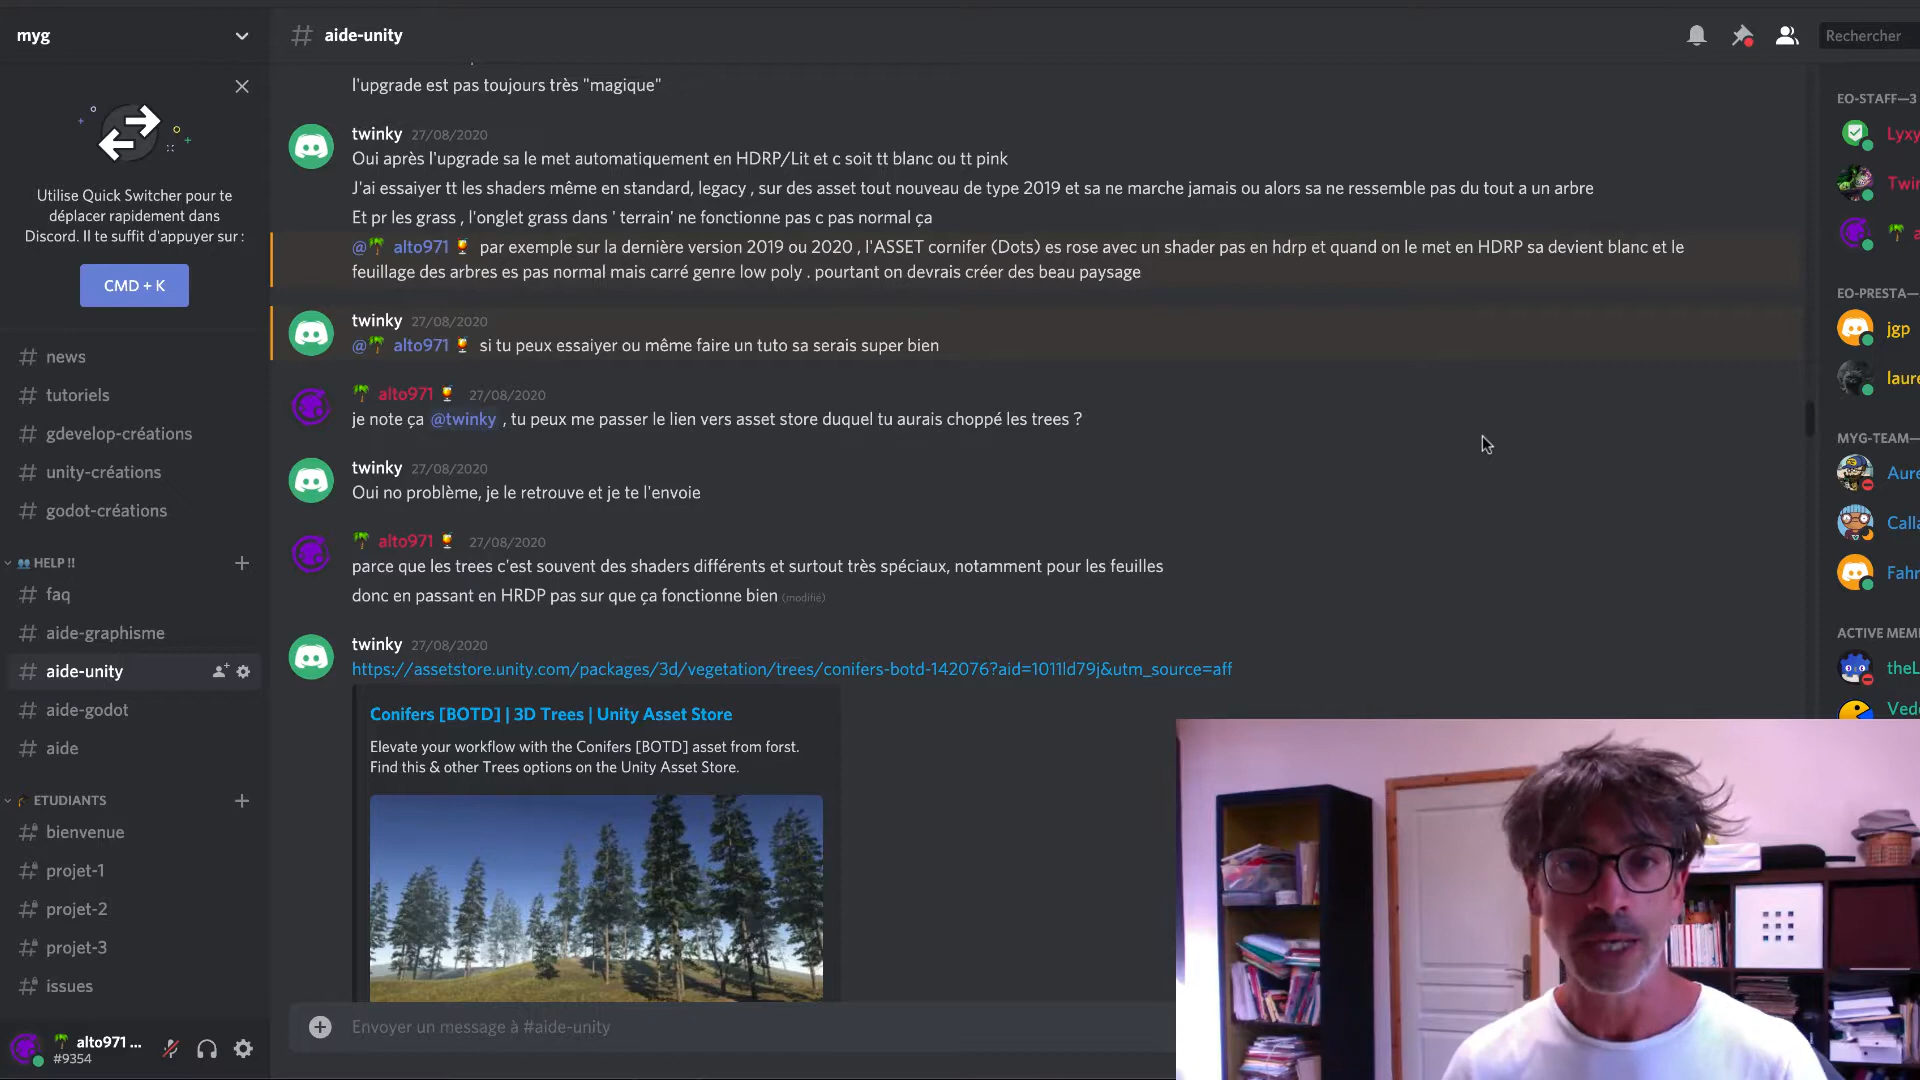 myg
aide-unity
Rechercher
Utilise Quick Switcher pour te
déplacer rapidement dans
Discord. Il te suffit d'appuyer sur :
CMD + K
news
tutoriels
gdevelop-créations
unity-créations
godot-créations
HELP !!
faq
aide-graphisme
aide-unity
aide-godot
aide
ETUDIANTS
bienvenue
projet-1
projet-2
projet-3
issues
alto971 ...
#9354
l'upgrade est pas toujours très "magique"
twinky 27/08/2020
Oui après l'upgrade sa le met automatiquement en HDRP/Lit et c soit tt blanc ou tt pink
J'ai essaiyer tt les shaders même en standard, legacy , sur des asset tout nouveau de type 2019 et sa ne marche jamais ou alors sa ne ressemble pas du tout a un arbre
Et pr les grass , l'onglet grass dans ' terrain' ne fonctionne pas c pas normal ça
@🌴 alto971 🍹 par exemple sur la dernière version 2019 ou 2020 , l'ASSET cornifer (Dots) es rose avec un shader pas en hdrp et quand on le met en HDRP sa devient blanc et le
feuillage des arbres es pas normal mais carré genre low poly . pourtant on devrais créer des beau paysage
twinky 27/08/2020
@🌴 alto971 🍹 si tu peux essaiyer ou même faire un tuto sa serais super bien
🌴 alto971 🍹 27/08/2020
je note ça @twinky , tu peux me passer le lien vers asset store duquel tu aurais choppé les trees ?
twinky 27/08/2020
Oui no problème, je le retrouve et je te l'envoie
🌴 alto971 🍹 27/08/2020
parce que les trees c'est souvent des shaders différents et surtout très spéciaux, notamment pour les feuilles
donc en passant en HRDP pas sur que ça fonctionne bien (modifié)
twinky 27/08/2020
https://assetstore.unity.com/packages/3d/vegetation/trees/conifers-botd-142076?aid=1011ld79j&utm_source=aff
Conifers [BOTD] | 3D Trees | Unity Asset Store
Elevate your workflow with the Conifers [BOTD] asset from forst.
Find this & other Trees options on the Unity Asset Store.
Envoyer un message à #aide-unity
EO-STAFF—3
Lyxy
Twin
EO-PRESTA—
jgp
laure
MYG-TEAM—
Aure
Calla
Fahr
ACTIVE MEM
theL
Vede